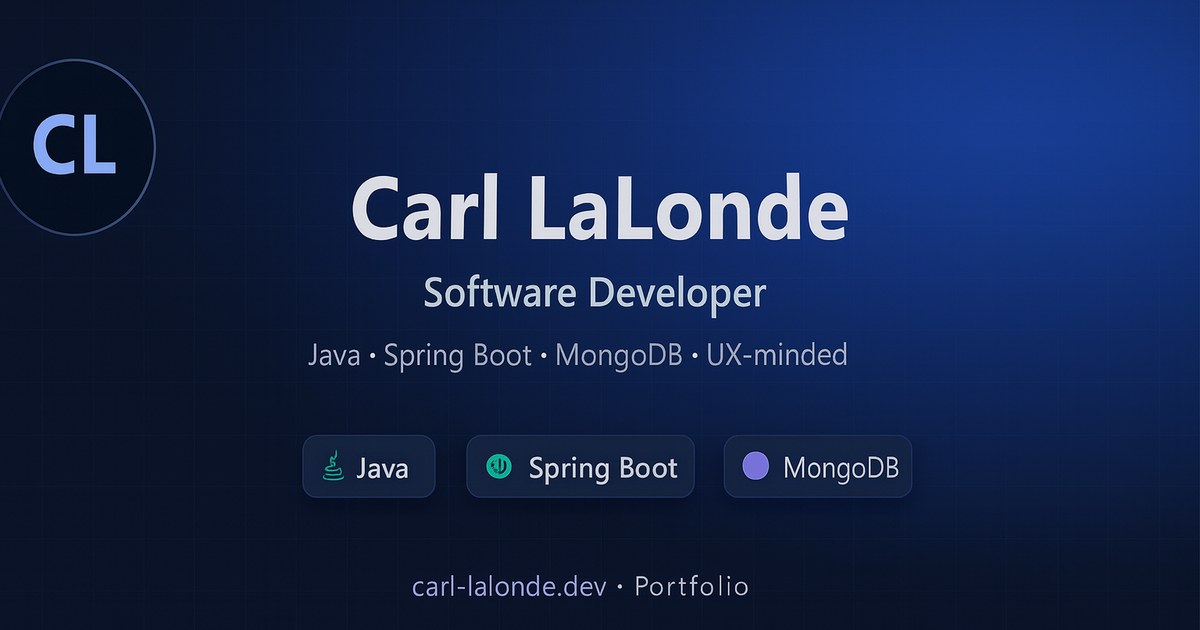 CL
Carl LaLonde
Software Developer
Java • Spring Boot • MongoDB • UX-minded
Java Spring Boot MongoDB
carl-lalonde.dev • Portfolio